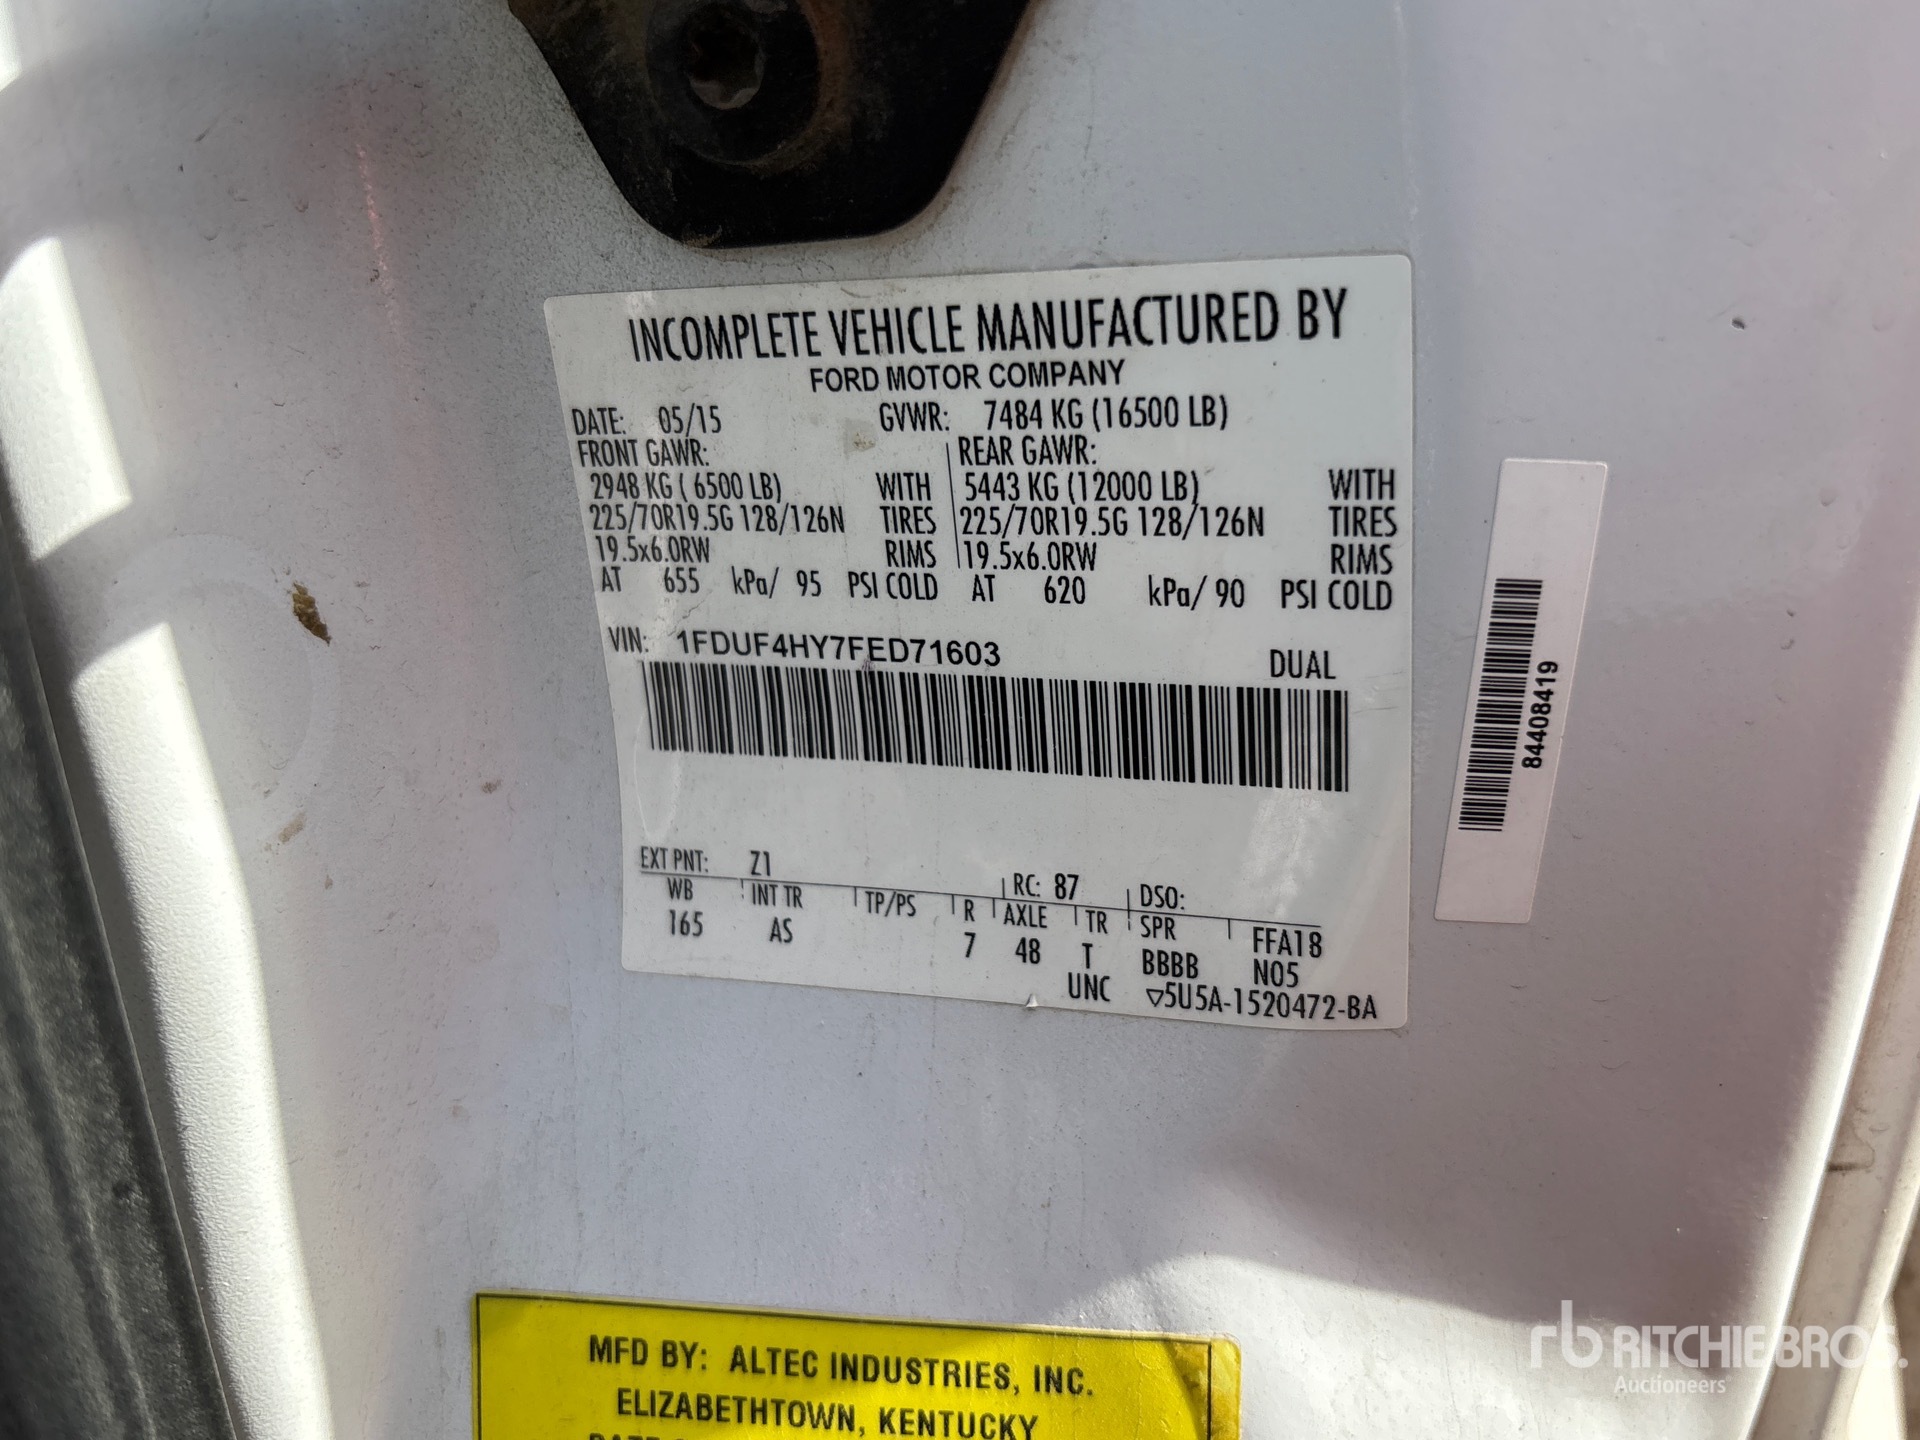 INCOMPLETE VEHICLE MANUFACTURED BY
FORD MOTOR COMPANY
DATE: 05/15 GVWR: 7484 KG (16500 LB)
FRONT GAWR: REAR GAWR:
2948 KG ( 6500 LB) WITH 5443 KG (12000 LB) WITH
225/70R19.5G 128/126N TIRES 225/70R19.5G 128/126N TIRES
19.5x6.0RW RIMS 19.5x6.0RW RIMS
AT 655 kPa/ 95 PSI COLD AT 620 kPa/ 90 PSI COLD
VIN: 1FDUF4HY7FED71603 DUAL
EXT PNT: Z1 RC: 87 DSO:
WB INT TR TP/PS R AXLE TR SPR FFA18
165 AS 7 48 T BBBB N05
UNC ▽5U5A-1520472-BA
84408419
MFD BY: ALTEC INDUSTRIES, INC.
ELIZABETHTOWN, KENTUCKY
rb RITCHIE BROS.
Auctioneers